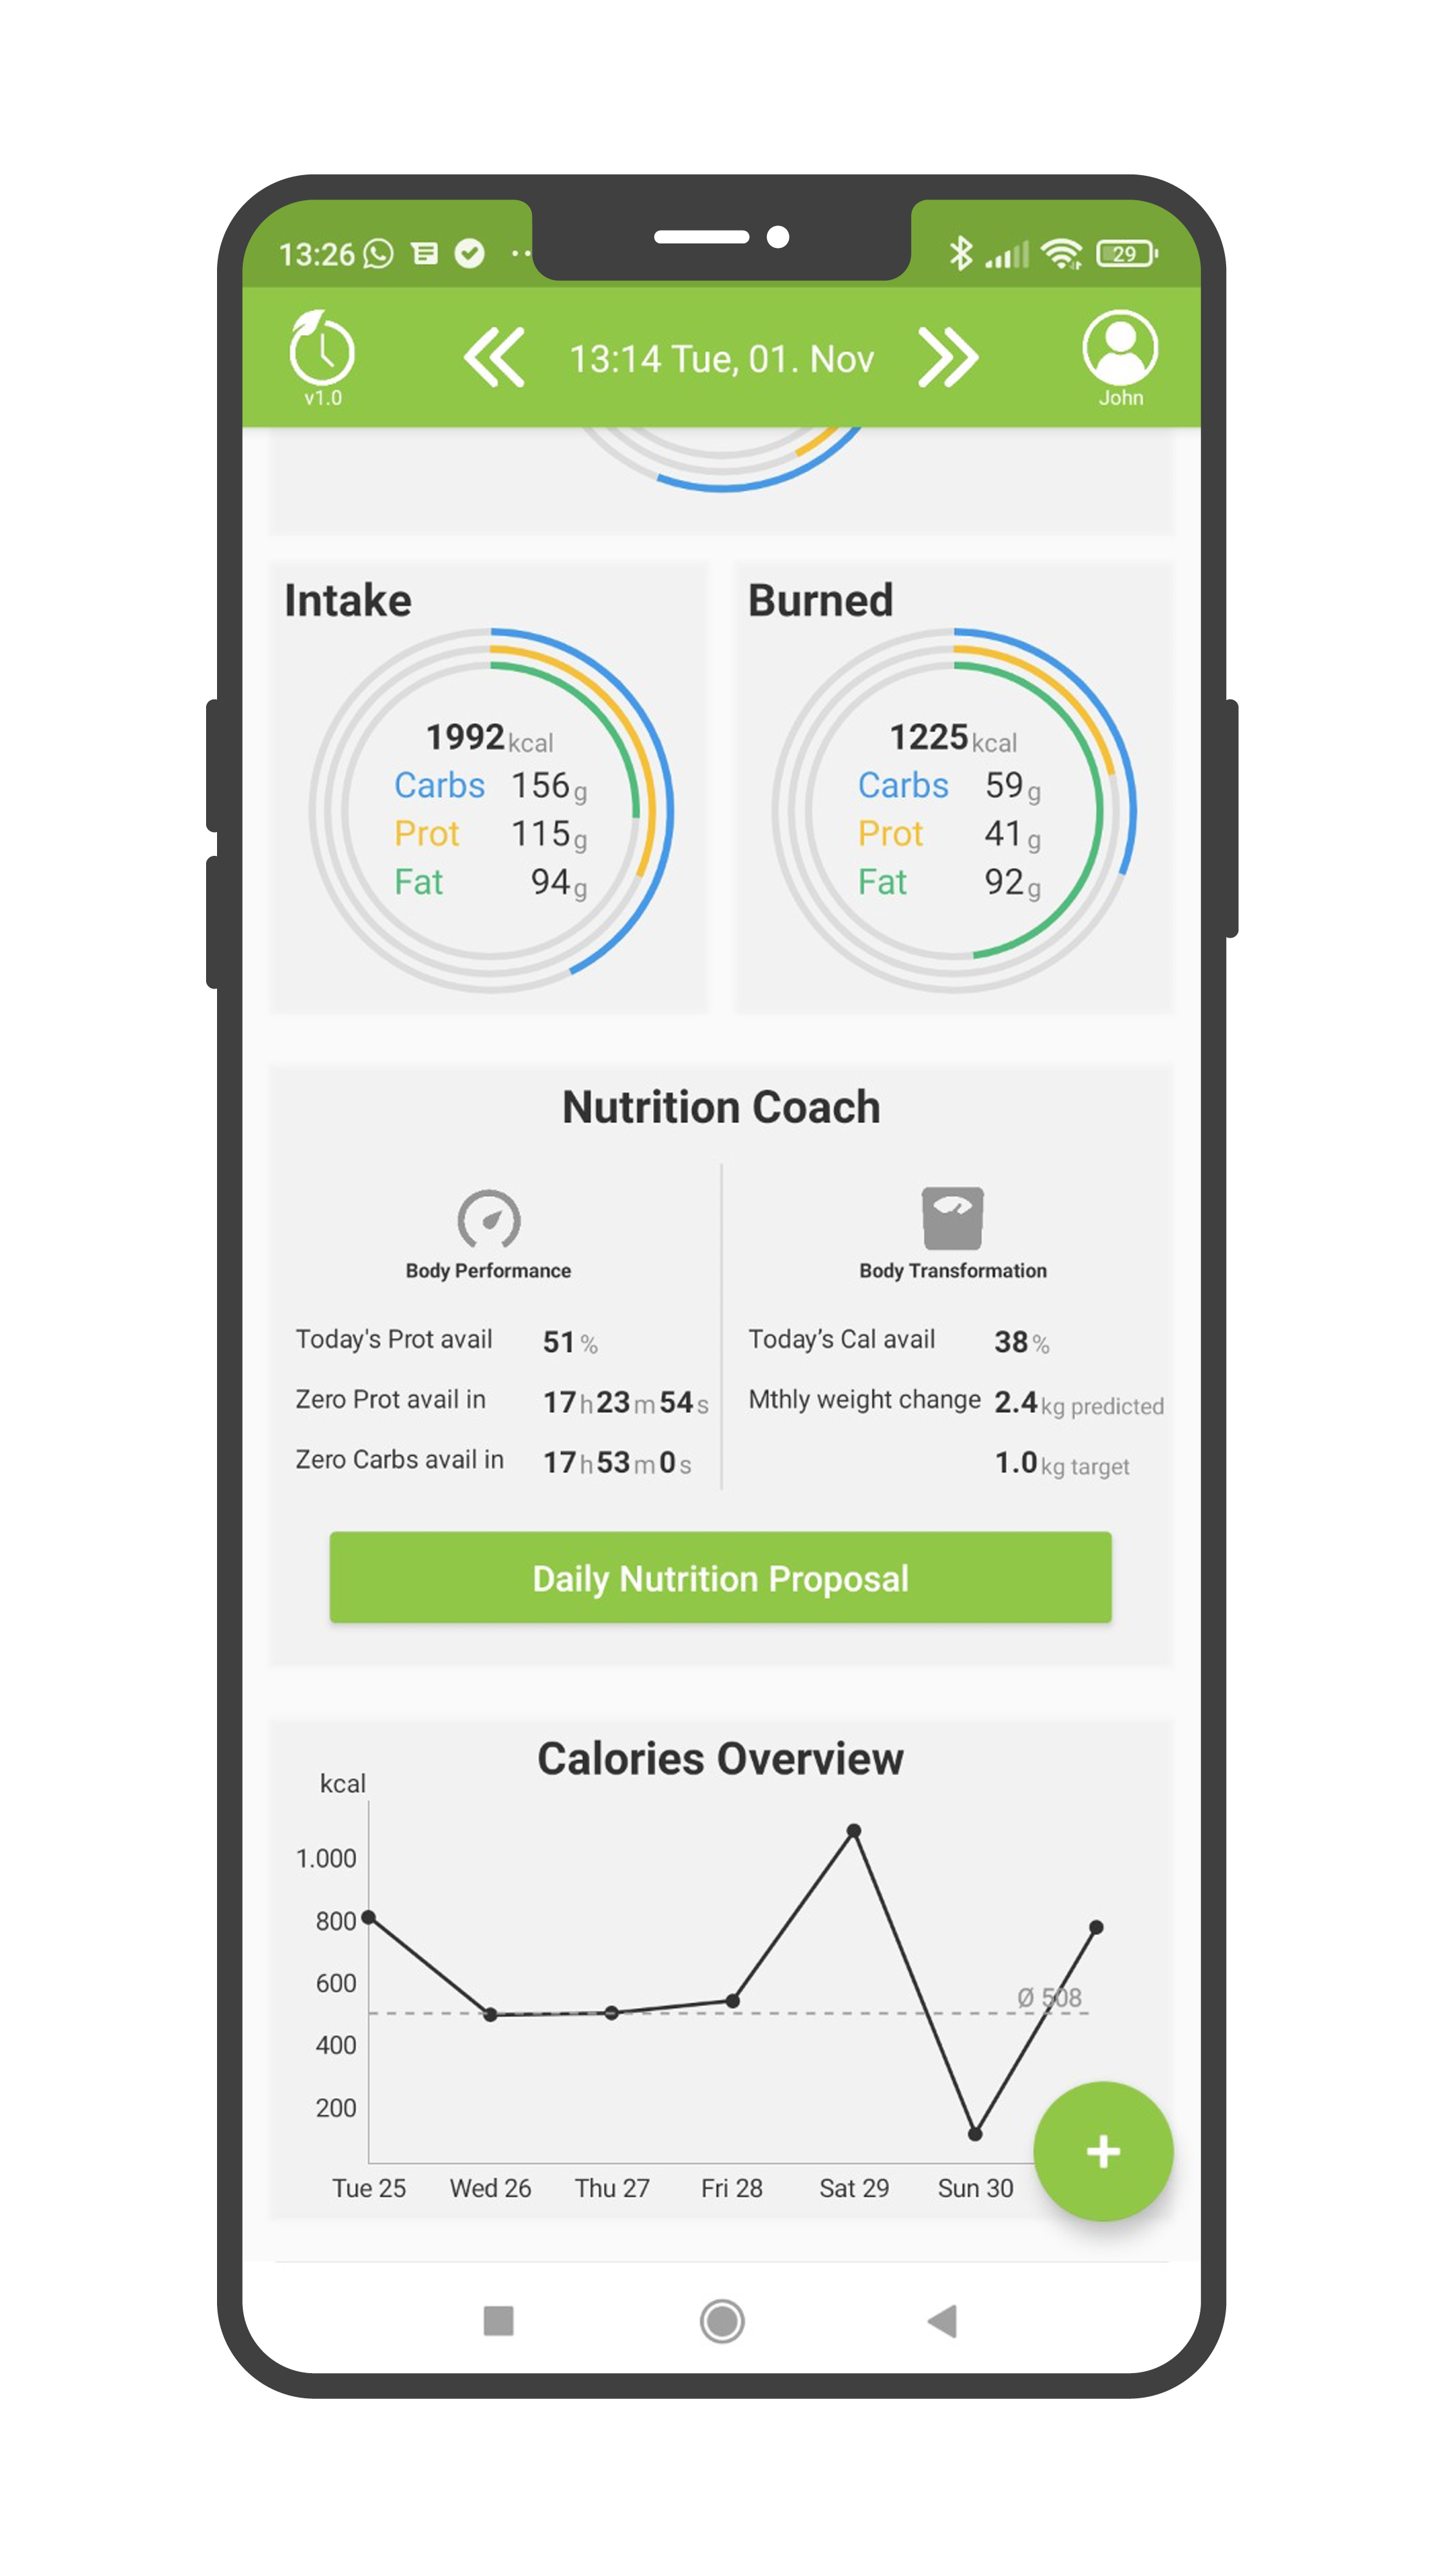 13:26
29
13:14 Tue, 01. Nov
v1.0
John
Intake
1992 kcal
Carbs 156 g
Prot 115 g
Fat 94 g
Burned
1225 kcal
Carbs 59 g
Prot 41 g
Fat 92 g
Nutrition Coach
Body Performance
Today's Prot avail 51 %
Zero Prot avail in 17 h 23 m 54 s
Zero Carbs avail in 17 h 53 m 0 s
Body Transformation
Today’s Cal avail 38 %
Mthly weight change 2.4 kg predicted
1.0 kg target
Daily Nutrition Proposal
Calories Overview
kcal
1.000
800
600
Ø 508
400
200
Tue 25 Wed 26 Thu 27 Fri 28 Sat 29 Sun 30
+